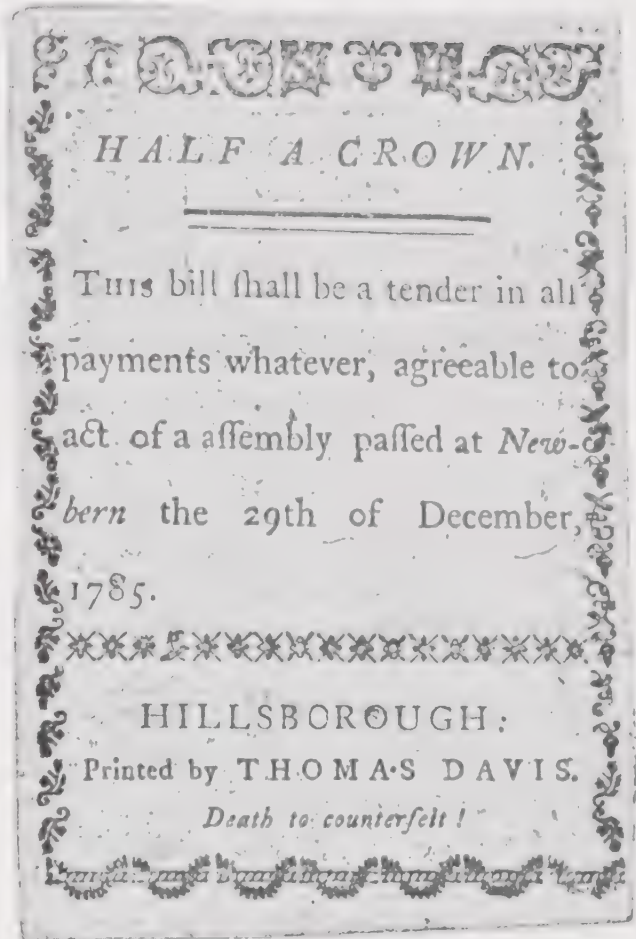 HALF A CROWN.
THIS bill ſhall be a tender in all
payments whatever, agreeable to
act of a aſſembly paſſed at New-
bern the 29th of December,
1785.
HILLSBOROUGH:
Printed by THOMAS DAVIS.
Death to counterfeit!